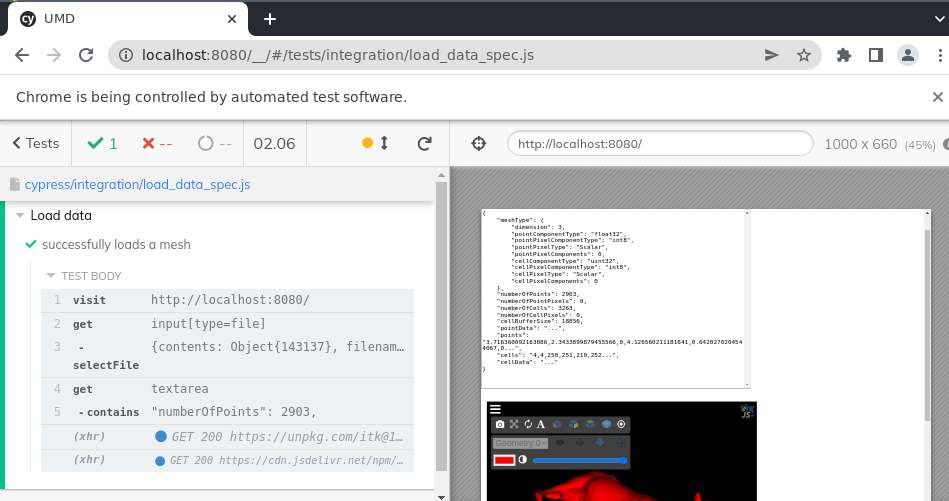 cy UMD
localhost:8080/__/#/tests/integration/load_data_spec.js
Chrome is being controlled by automated test software.
Tests 1 -- -- 02.06 http://localhost:8080/ 1000 x 660 (45%)
cypress/integration/load_data_spec.js
Load data
successfully loads a mesh
TEST BODY
1 visit http://localhost:8080/
2 get input[type=file]
3 - selectFile {contents: Object{143137}, filenam…
4 get textarea
5 -contains "numberOfPoints": 2903,
(xhr) GET 200 https://unpkg.com/itk@1…
(xhr) GET 200 https://cdn.jsdelivr.net/npm/…
{
"meshType": {
"dimension": 3,
"pointComponentType": "float32",
"pointPixelComponentType": "int8",
"pointPixelType": "Scalar",
"pointPixelComponents": 0,
"cellComponentType": "uint32",
"cellPixelComponentType": "int8",
"cellPixelType": "Scalar",
"cellPixelComponents": 0
},
"numberOfPoints": 2903,
"numberOfPointPixels": 0,
"numberOfCells": 3263,
"numberOfCellPixels": 0,
"cellBufferSize": 18856,
"pointData": "...",
"points":
"3.716360092163086,2.3433899879455566,0,4.126560211181641,0.642027020454
4067,0...",
"cells": "4,4,250,251,210,252...",
"cellData": "..."
}
JS
A
Geometry 0